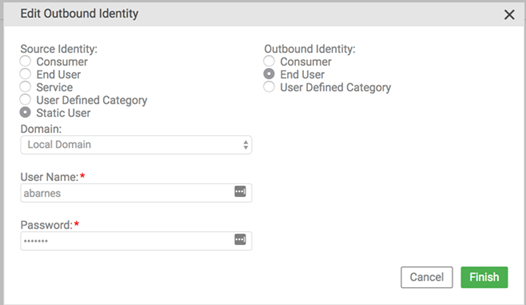 Edit Outbound Identity
Source Identity:
Consumer
End User
Service
User Defined Category
Static User
Outbound Identity:
Consumer
End User
User Defined Category
Domain:
Local Domain
User Name:*
abarnes
Password:*
•••••••
Cancel
Finish